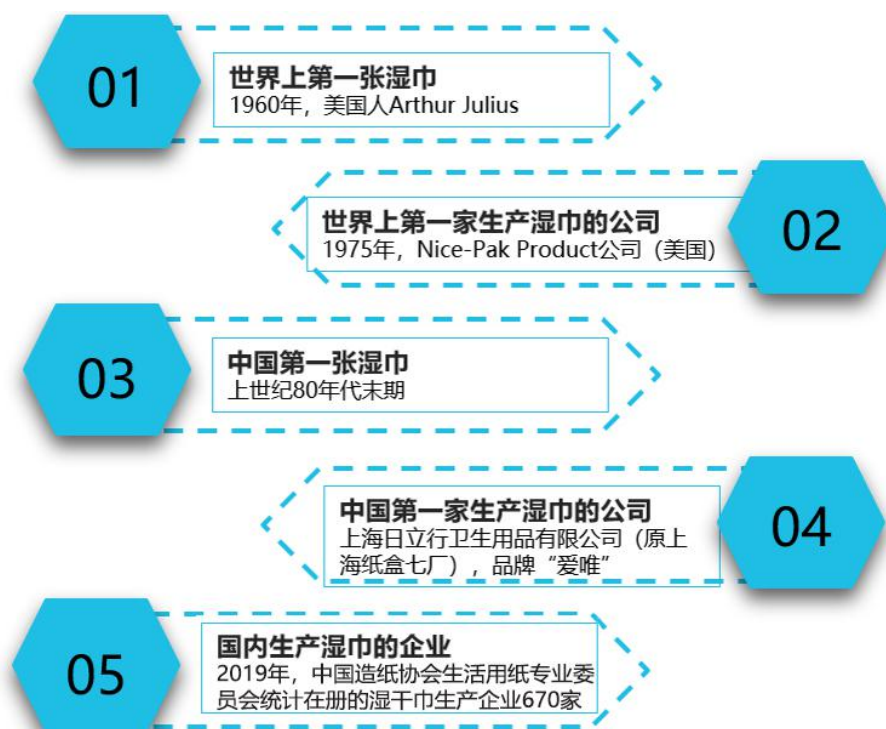 01
世界上第一张湿巾
1960年，美国人Arthur Julius
世界上第一家生产湿巾的公司
1975年，Nice-Pak Product公司（美国）
02
03
中国第一张湿巾
上世纪80年代末期
中国第一家生产湿巾的公司
上海日立行卫生用品有限公司（原上
海纸盒七厂），品牌“爱唯”
04
05
国内生产湿巾的企业
2019年，中国造纸协会生活用纸专业委
员会统计在册的湿干巾生产企业670家